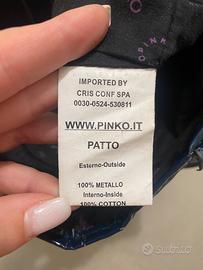 IMPORTED BY
CRIS CONF SPA
0030-0524-530811
WWW.PINKO.IT
PATTO
Esterno-Outside
100% METALLO
Interno-Inside
100% COTTON
subito